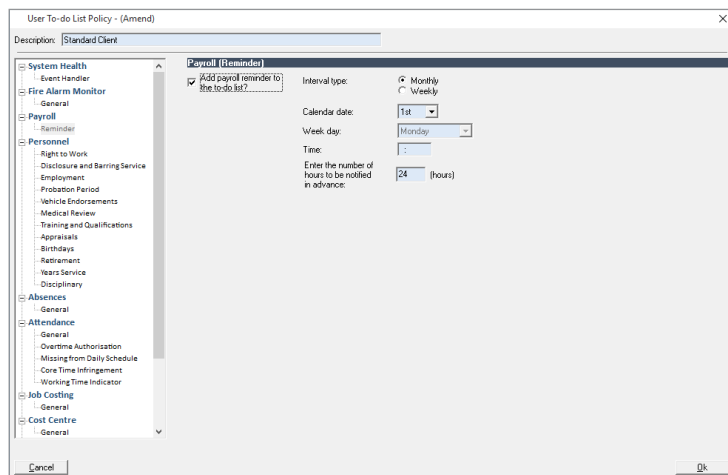 User To-do List Policy - (Amend)
Description: Standard Client
System Health
Event Handler
Fire Alarm Monitor
General
Payroll
Reminder
Personnel
Right to Work
Disclosure and Barring Service
Employment
Probation Period
Vehicle Endorsements
Medical Review
Training and Qualifications
Appraisals
Birthdays
Retirement
Years Service
Disciplinary
Absences
General
Attendance
General
Overtime Authorisation
Missing from Daily Schedule
Core Time Infringement
Working Time Indicator
Job Costing
General
Cost Centre
General
Payroll (Reminder)
Add payroll reminder to
the to-do list?
Interval type: Monthly
Weekly
Calendar date: 1st
Week day: Monday
Time: :
Enter the number of
hours to be notified
in advance: 24 (hours)
Cancel
Ok